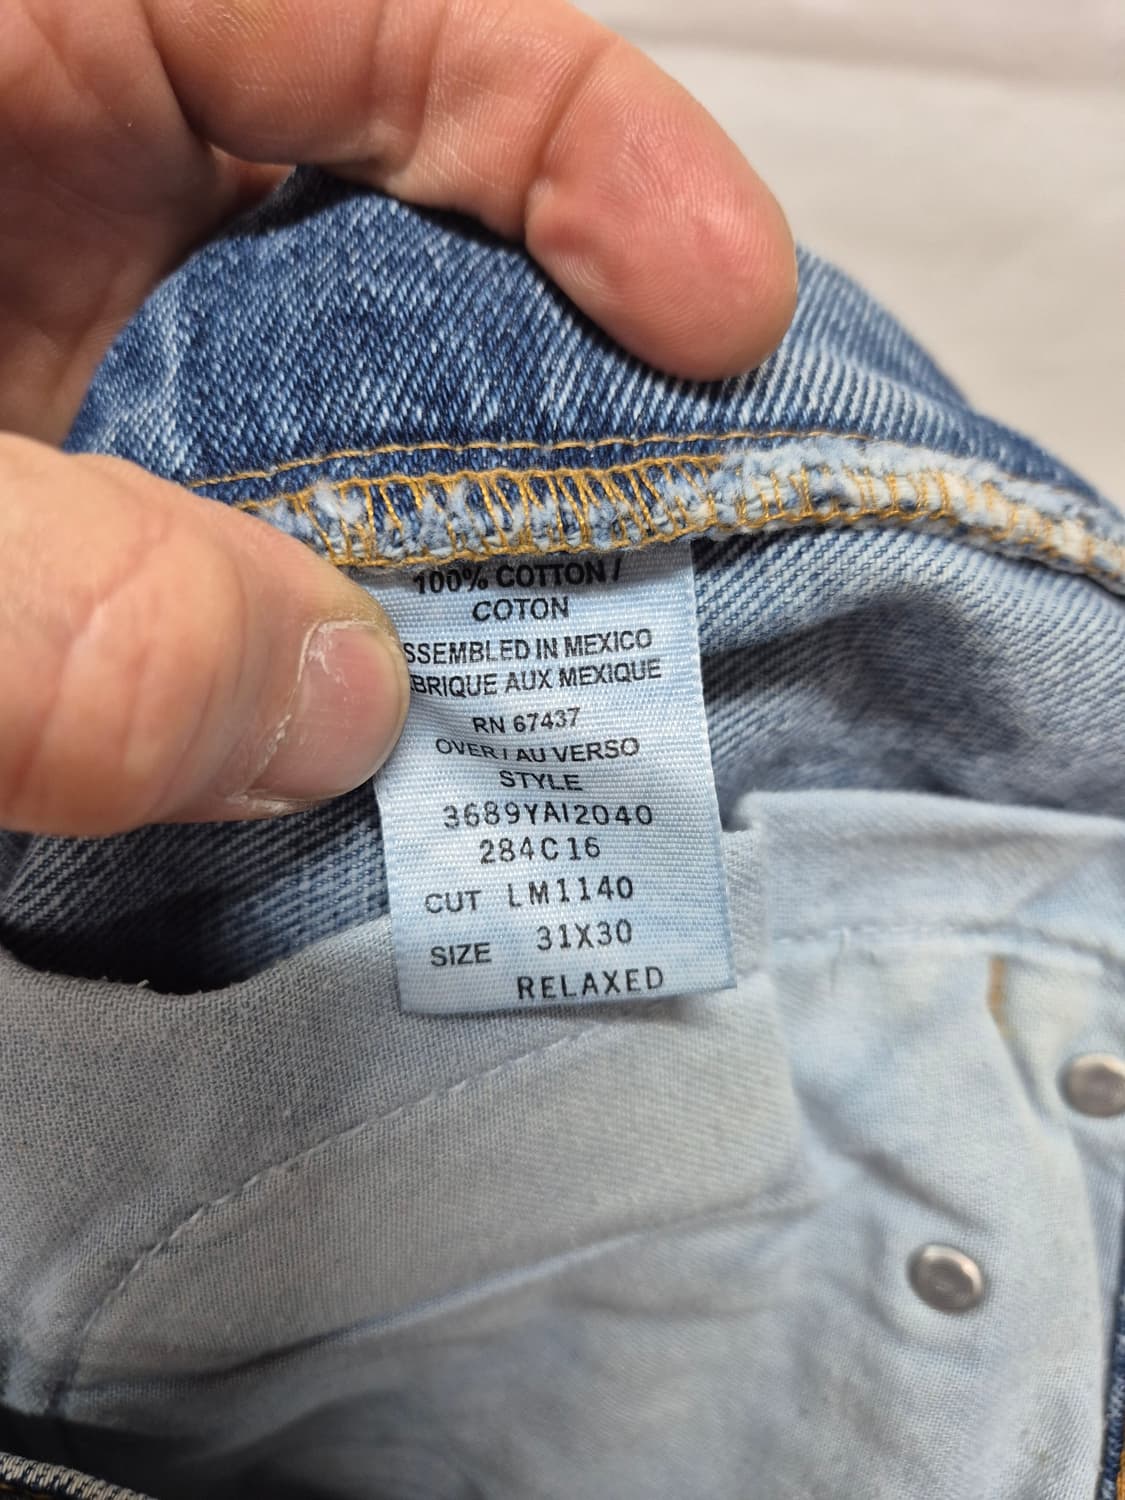 100% COTTON /
COTON
SSEMBLED IN MEXICO
BRIQUE AUX MEXIQUE
RN 67437
OVER / AU VERSO
STYLE
3689YAI2040
284C16
CUT LM1140
SIZE 31X30
RELAXED